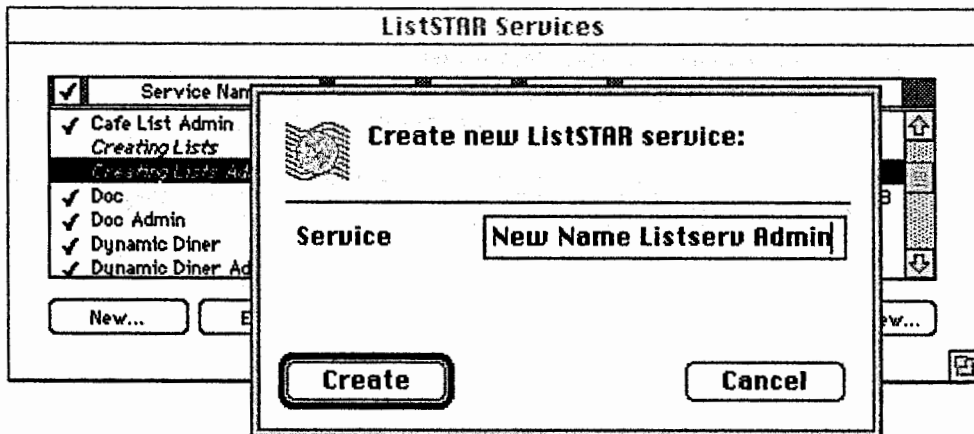 ListSTAR Services
✓ Service Nam
✓ Cafe List Admin
Creating Lists
Creating Lists Ad
✓ Doc
✓ Doc Admin
✓ Dynamic Diner
✓ Dynamic Diner Ad
New...
E
Create new ListSTAR service:
Service New Name Listserv Admin
Create Cancel
B
ew...